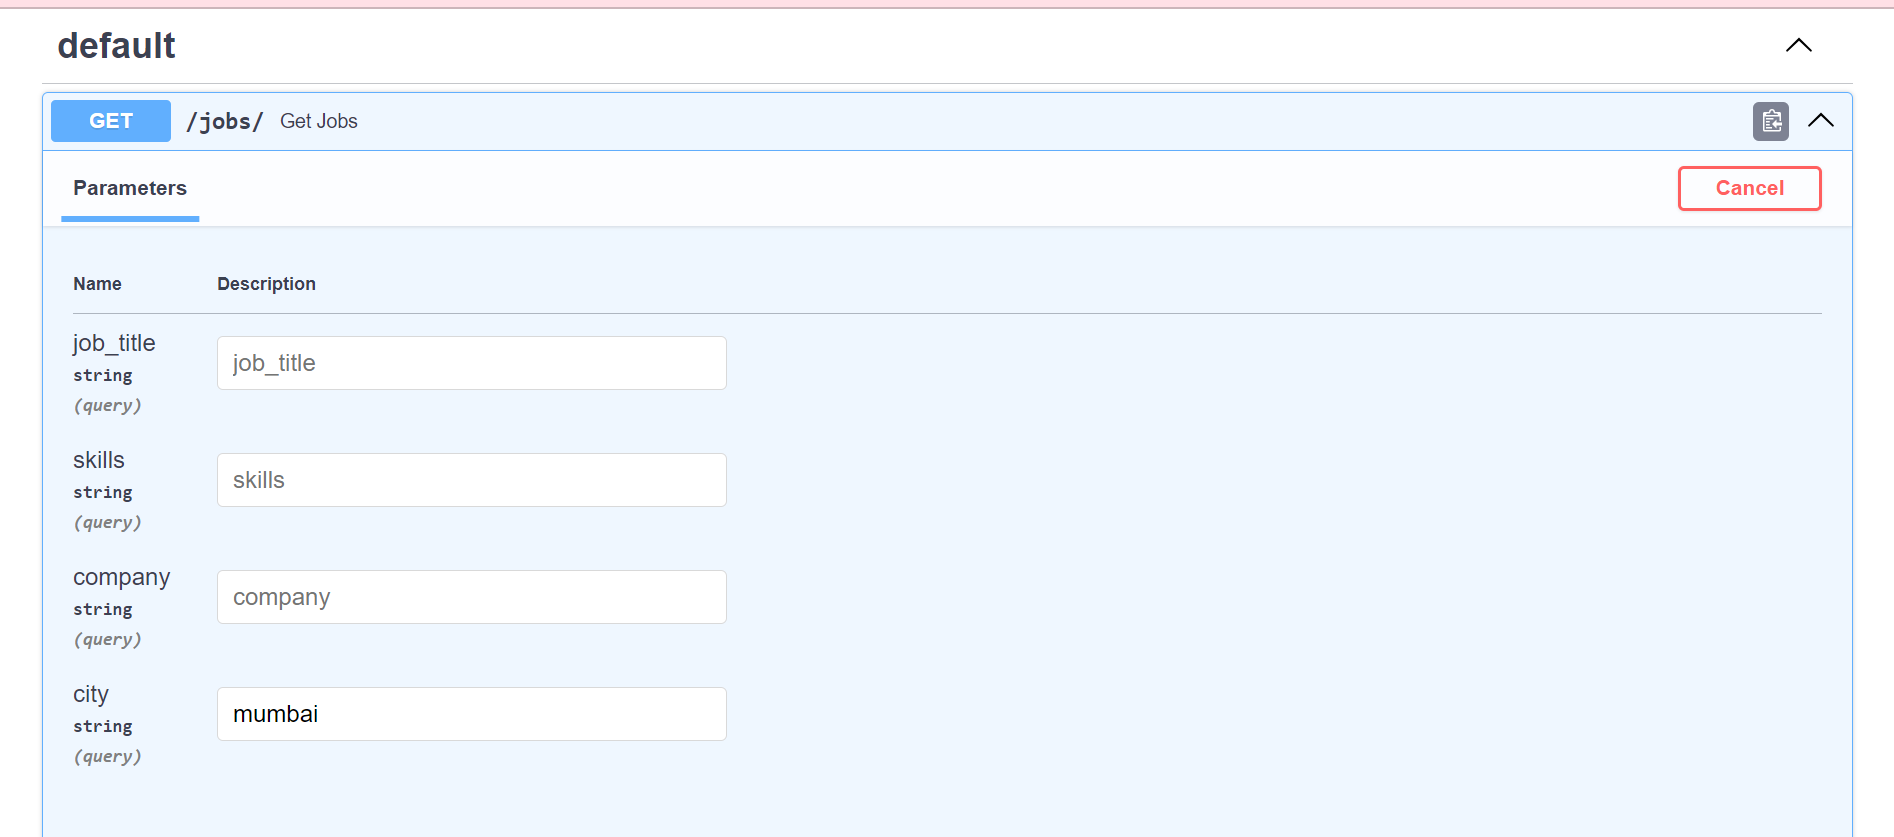 default
GET /jobs/ Get Jobs
Parameters Cancel
Name Description
job_title
string
(query)
job_title
skills
string
(query)
skills
company
string
(query)
company
city
string
(query)
mumbai